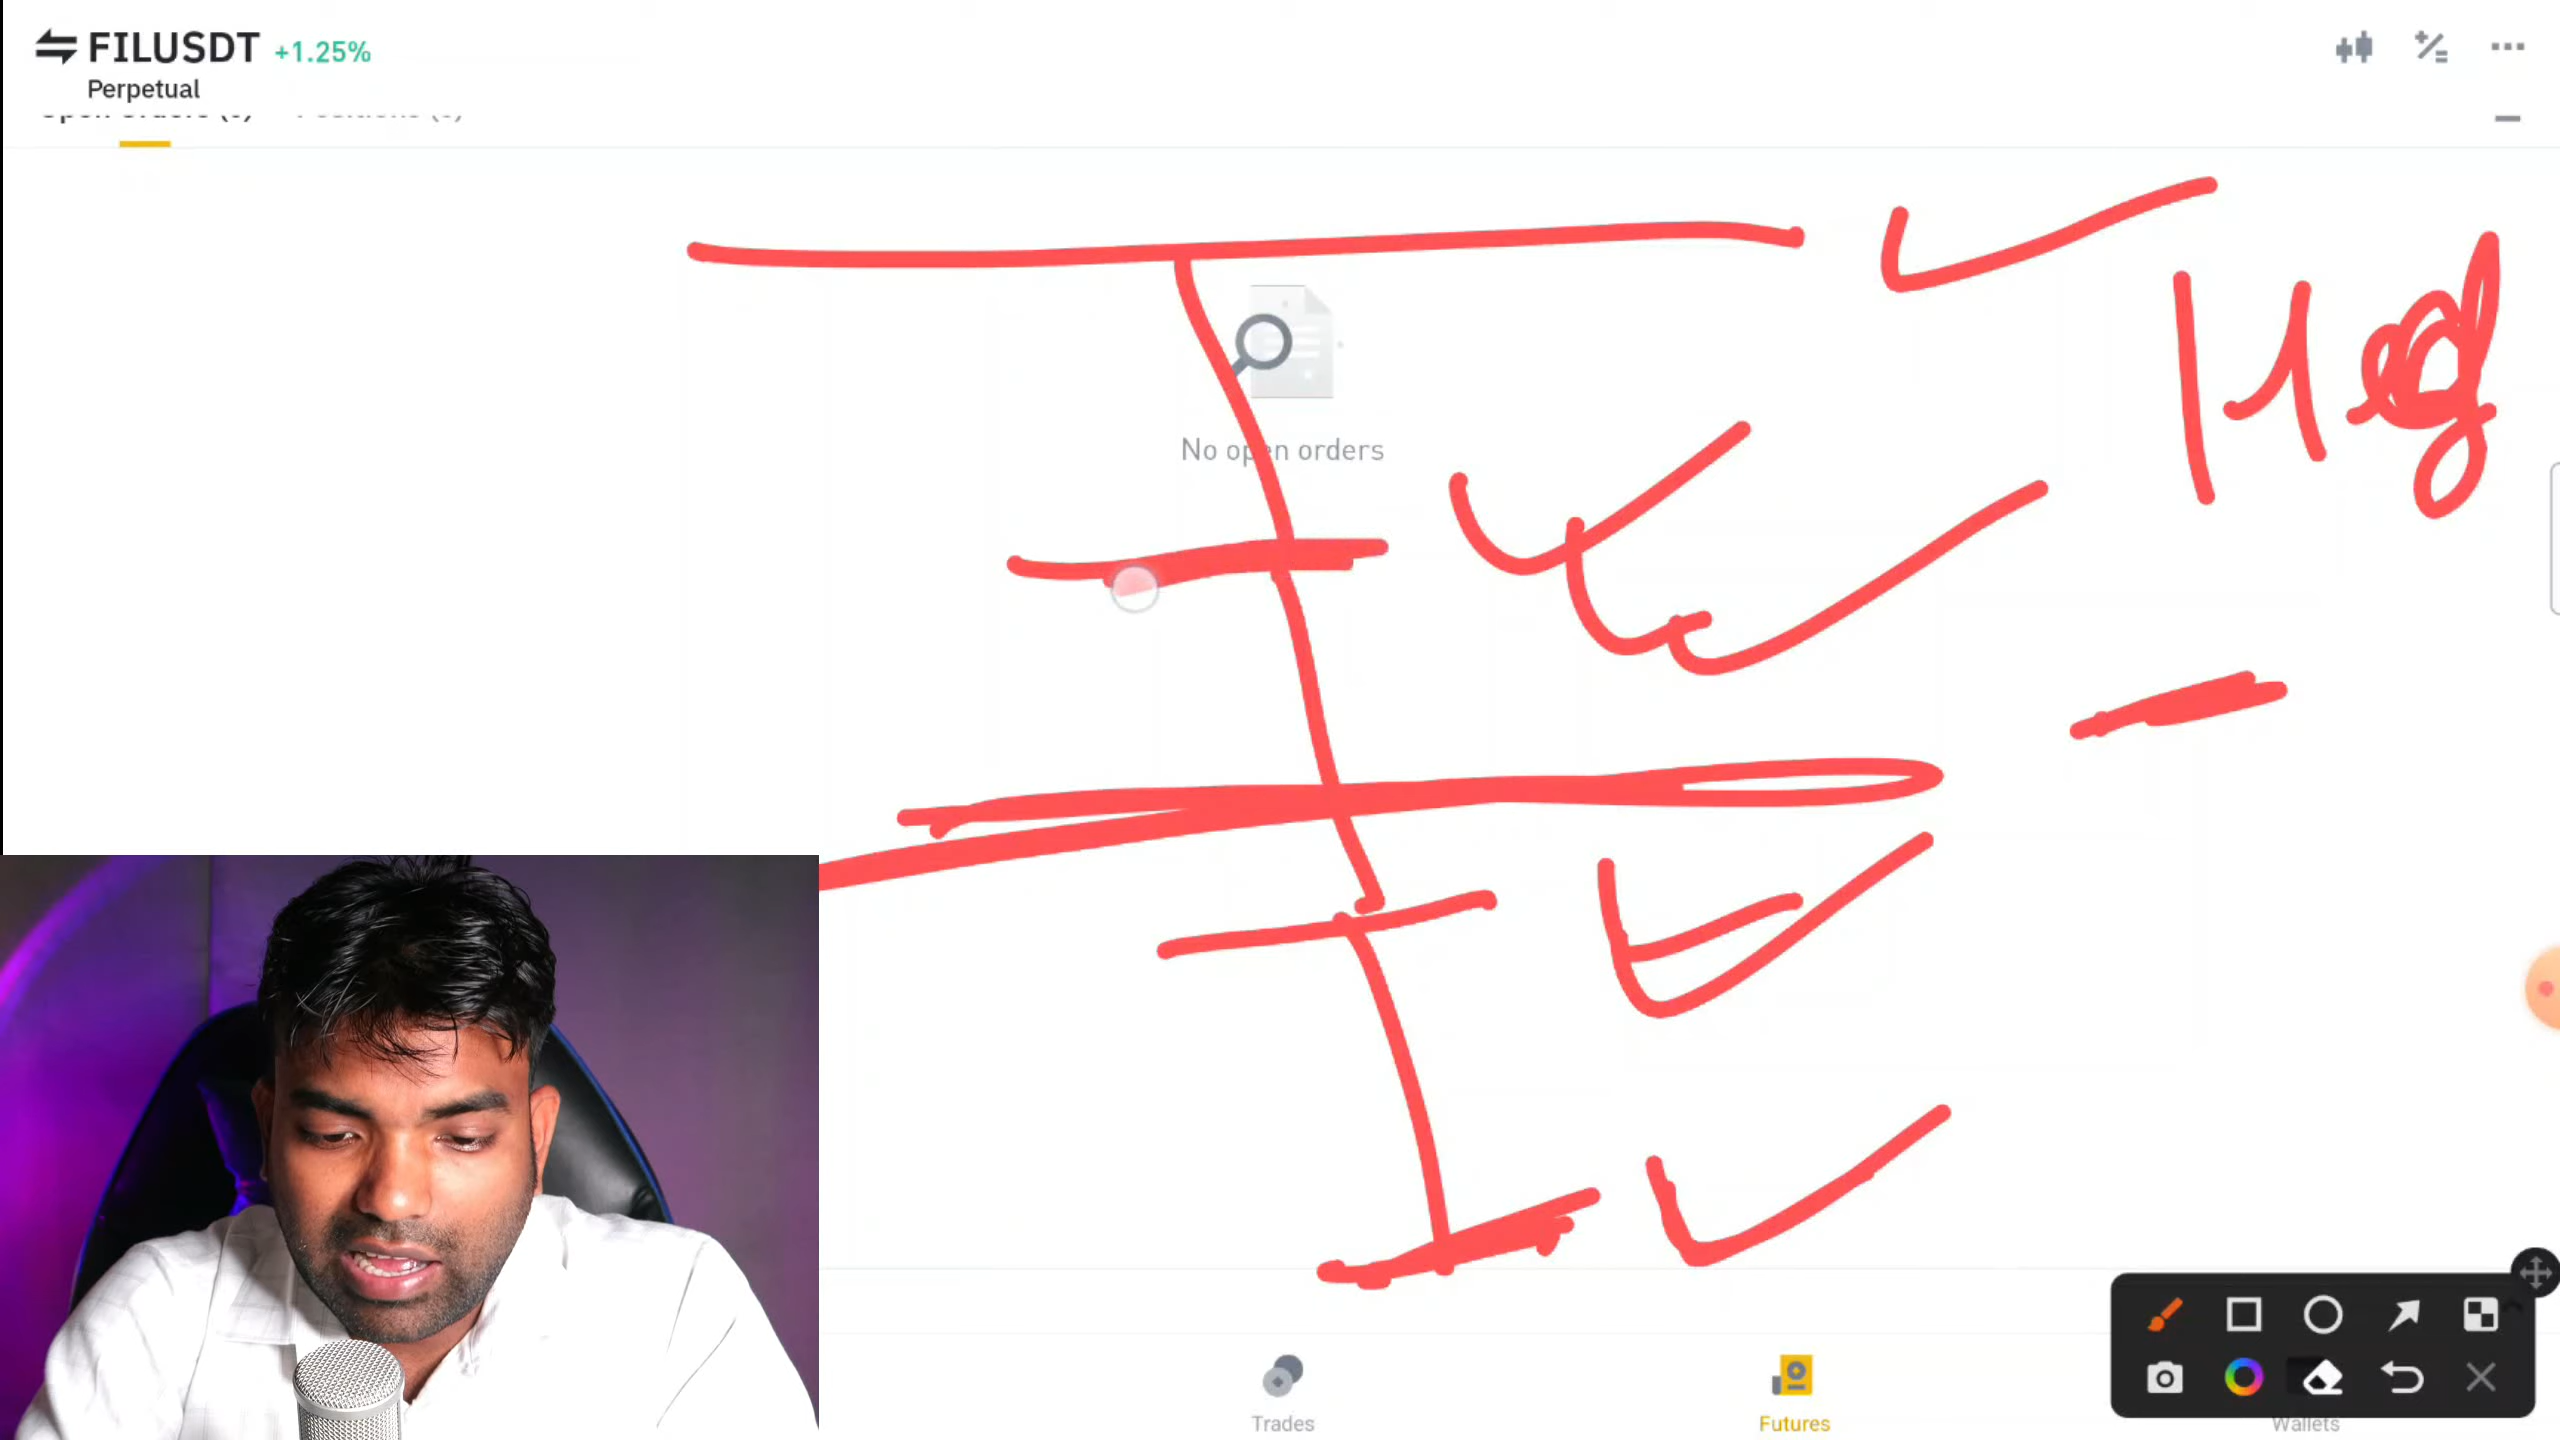 FILUSDT +1.25%
Perpetual
No open orders
Trades
Futures
Wallets